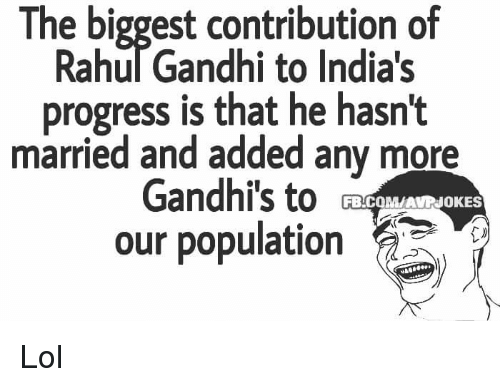 The biggest contribution of
Rahul Gandhi to India's
progress is that he hasn't
married and added any more
Gandhi's to
FB.COM/AVPJOKES
our population
Lol